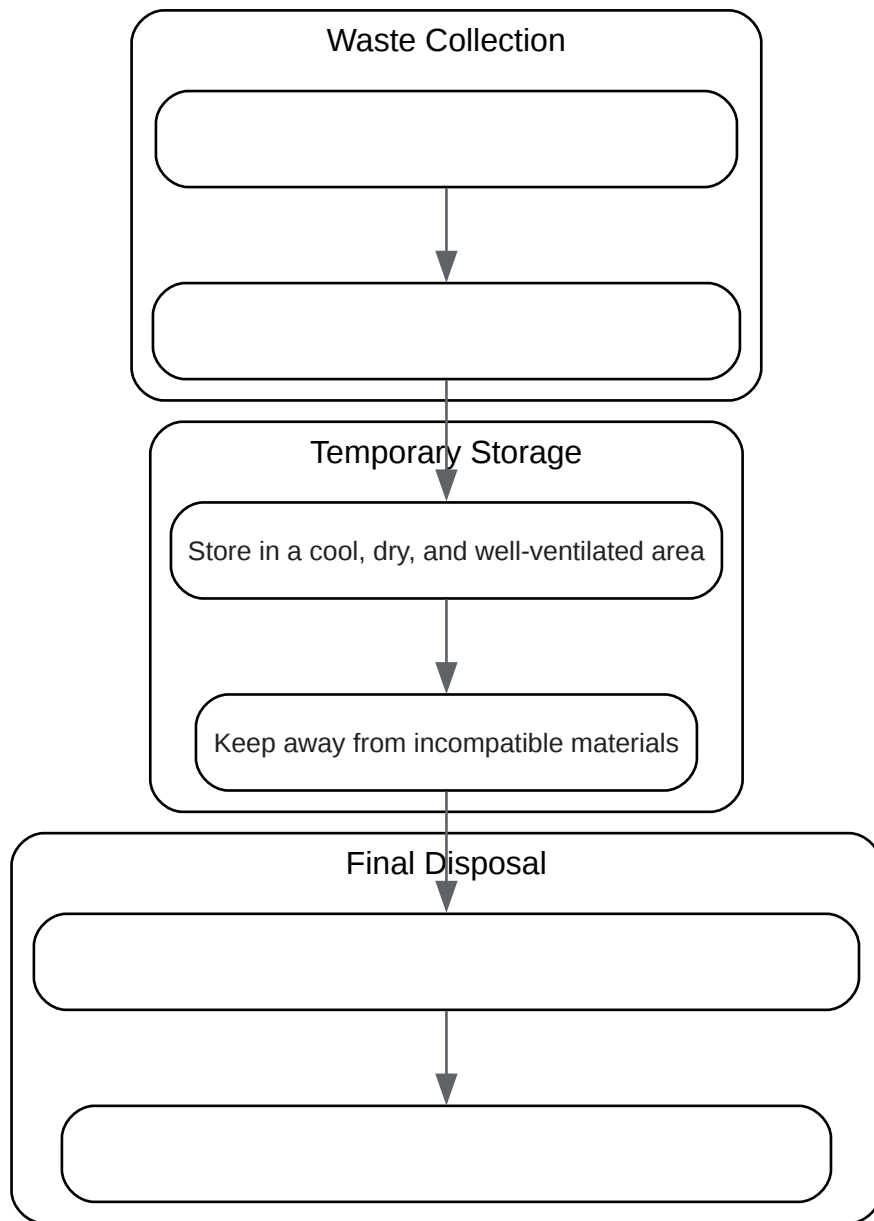 Waste Collection
Temporary Storage
Store in a cool, dry, and well-ventilated area
Keep away from incompatible materials
Final Disposal